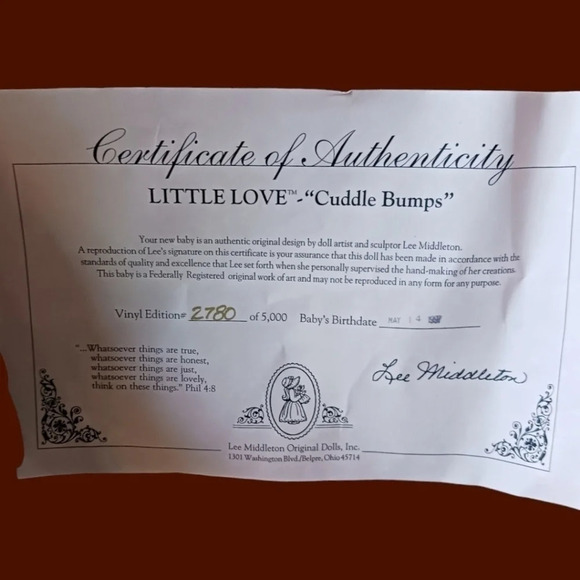 Certificate of Authenticity
LITTLE LOVE™-“Cuddle Bumps”
Your new baby is an authentic original design by doll artist and sculptor Lee Middleton.
A reproduction of Lee's signature on this certificate is your assurance that this doll has been made in accordance with the
standards of quality and excellence that Lee set forth when she personally supervised the hand-making of her creations.
This baby is a Federally Registered original work of art and may not be reproduced in any form for any purpose.
Vinyl Edition# 2780 of 5,000 Baby's Birthdate MAY 14
“...Whatsoever things are true,
whatsoever things are honest,
whatsoever things are just,
whatsoever things are lovely,
think on these things.” Phil 4:8
Lee Middleton
Lee Middleton Original Dolls, Inc.
1301 Washington Blvd./Belpre, Ohio 45714